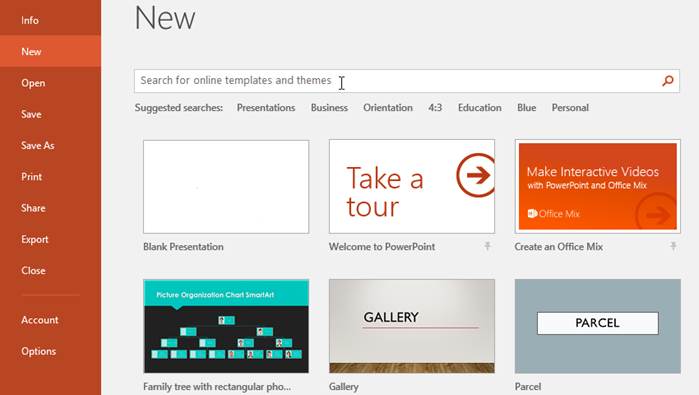 Info
New
Open
Save
Save As
Print
Share
Export
Close
Account
Options
New
Search for online templates and themes
Suggested searches: Presentations Business Orientation 4:3 Education Blue Personal
Take a
tour
Make Interactive Videos
with PowerPoint and Office Mix
Office Mix
Blank Presentation
Welcome to PowerPoint
Create an Office Mix
Picture Organization Chart SmartArt
GALLERY
PARCEL
Family tree with rectangular pho...
Gallery
Parcel